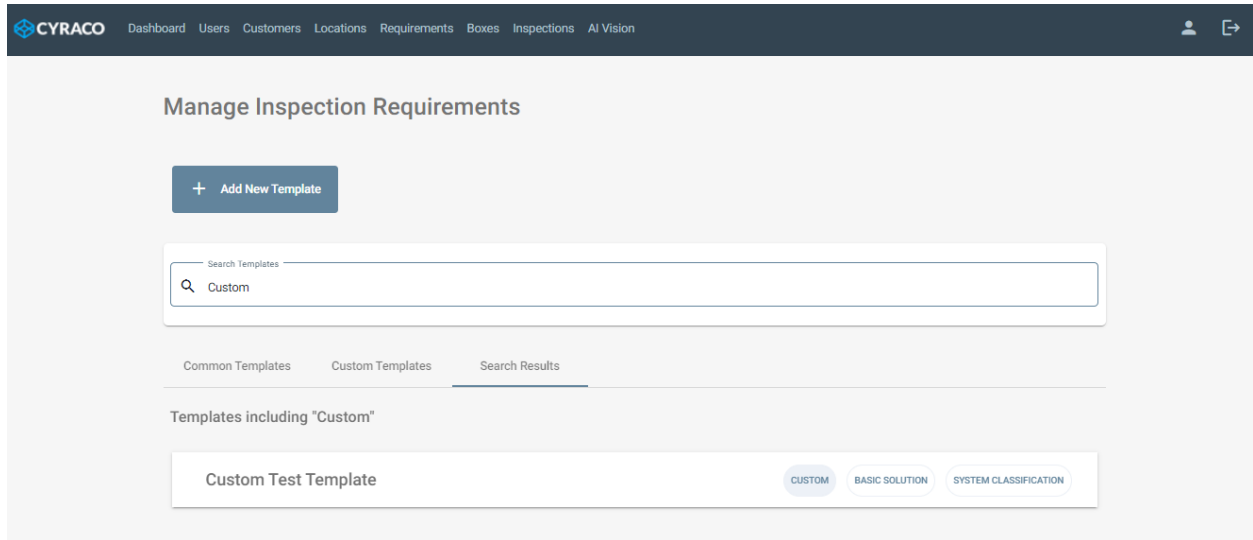 CYRACO Dashboard Users Customers Locations Requirements Boxes Inspections AI Vision
Manage Inspection Requirements
+ Add New Template
Search Templates
Custom
Common Templates Custom Templates Search Results
Templates including "Custom"
Custom Test Template CUSTOM BASIC SOLUTION SYSTEM CLASSIFICATION